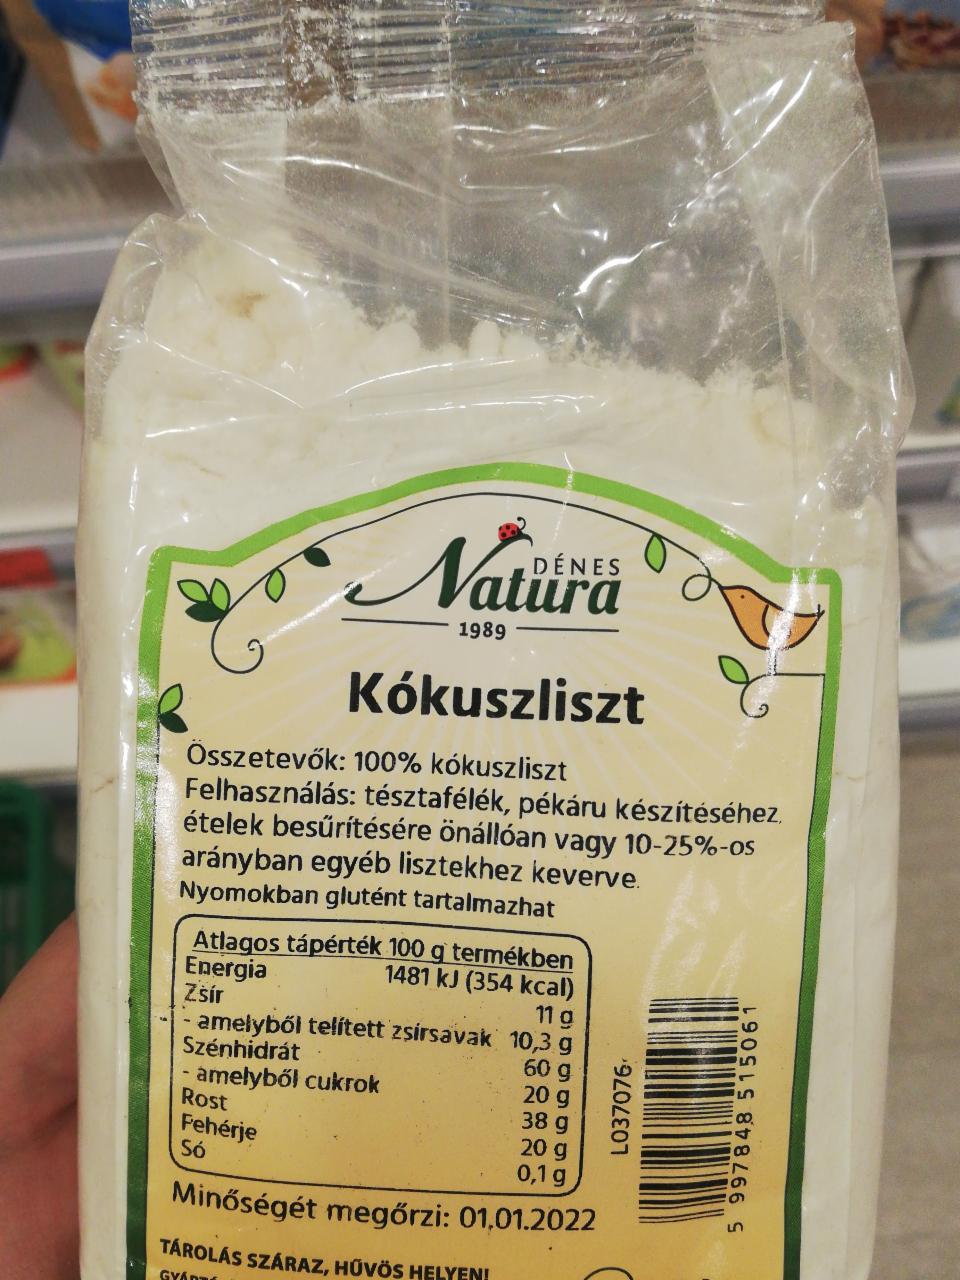 DÉNES
Natura
1989
Kókuszliszt
Összetevők: 100% kókuszliszt
Felhasználás: tésztafélék, pékáru készítéséhez,
ételek besűrítésére önállóan vagy 10-25%-os
arányban egyéb lisztekhez keverve.
Nyomokban glutént tartalmazhat
Átlagos tápérték 100 g termékben
Energia 1481 kJ (354 kcal)
Zsír 11 g
- amelyből telített zsírsavak 10,3 g
Szénhidrát 60 g
- amelyből cukrok 20 g
Rost 38 g
Fehérje 20 g
Só 0,1 g
L037076
5 997848 515061
Minőségét megőrzi: 01.01.2022
TÁROLÁS SZÁRAZ, HŰVÖS HELYEN!